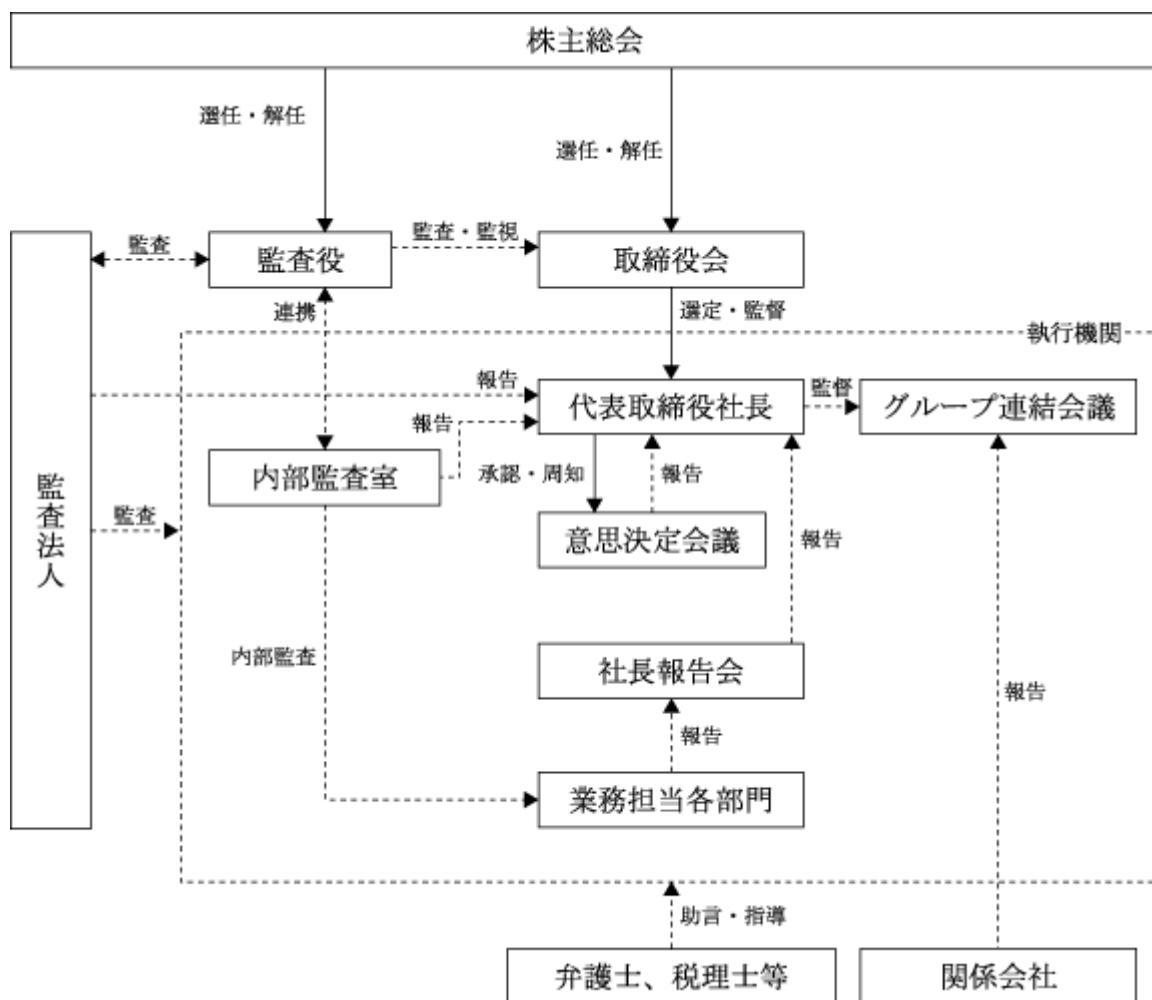 株主総会
選任・解任
選任・解任
監査
監査役
監査・監視
取締役会
連携
選定・監督
執行機関
報告
代表取締役社長
監督
グループ連結会議
報告
内部監査室
承認・周知
報告
監査法人
監査
意思決定会議
報告
内部監査
社長報告会
報告
報告
業務担当各部門
助言・指導
弁護士、税理士等
関係会社